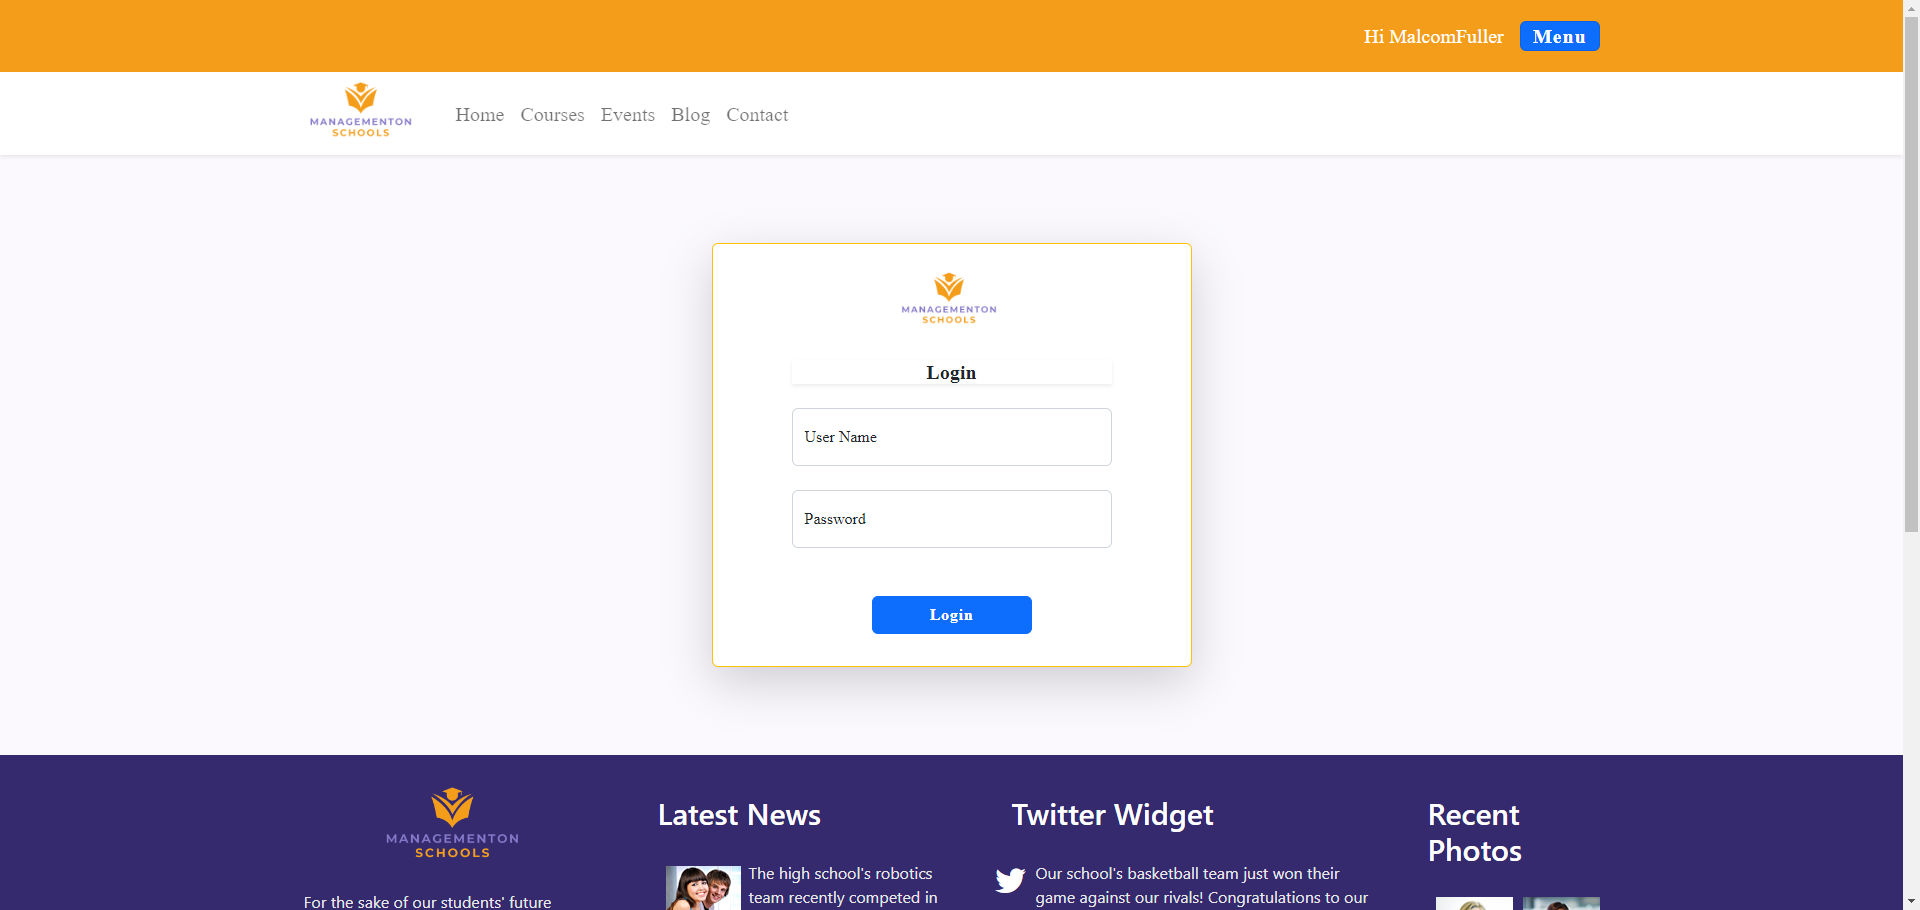 Hi MalcomFuller
Menu
MANAGEMENTON
SCHOOLS
Home
Courses
Events
Blog
Contact
MANAGEMENTON
SCHOOLS
Login
User Name
Password
Login
MANAGEMENTON
SCHOOLS
For the sake of our students' future
Latest News
The high school's robotics
team recently competed in
Twitter Widget
Our school's basketball team just won their
game against our rivals! Congratulations to our
Recent
Photos